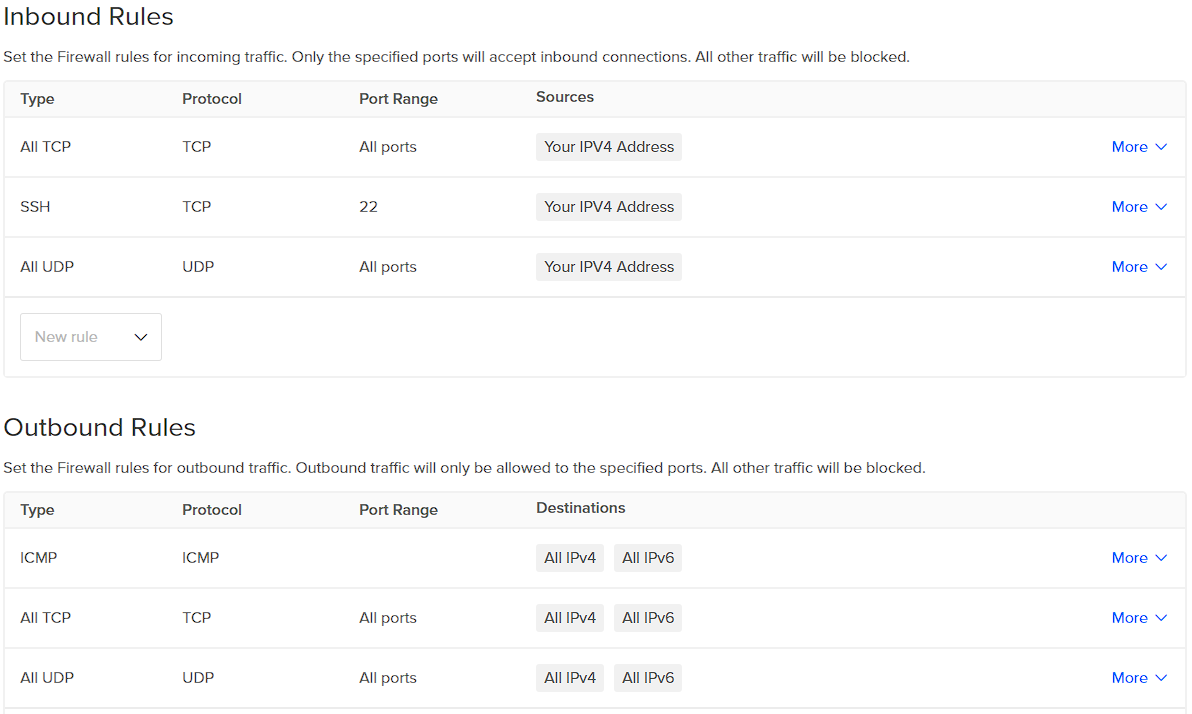 Inbound Rules
Set the Firewall rules for incoming traffic. Only the specified ports will accept inbound connections. All other traffic will be blocked.
Type Protocol Port Range Sources
All TCP TCP All ports Your IPV4 Address More
SSH TCP 22 Your IPV4 Address More
All UDP UDP All ports Your IPV4 Address More
New rule
Outbound Rules
Set the Firewall rules for outbound traffic. Outbound traffic will only be allowed to the specified ports. All other traffic will be blocked.
Type Protocol Port Range Destinations
ICMP ICMP All IPv4 All IPv6 More
All TCP TCP All ports All IPv4 All IPv6 More
All UDP UDP All ports All IPv4 All IPv6 More